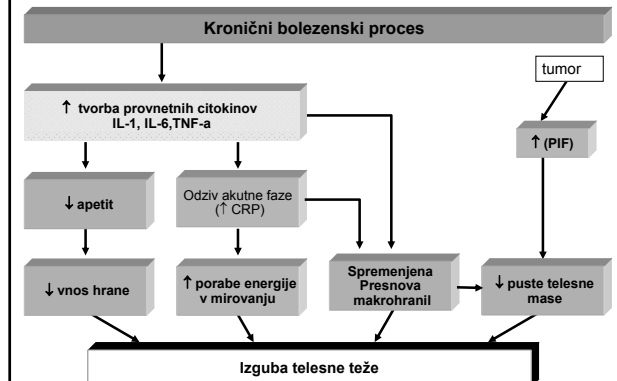 Kronični bolezenski proces
tumor
↑ tvorba provnetnih citokinov
IL-1, IL-6,TNF-a
↑ (PIF)
↓ apetit
Odziv akutne faze
(↑ CRP)
↓ vnos hrane
↑ porabe energije
v mirovanju
Spremenjena
Presnova
makrohranil
↓ puste telesne
mase
Izguba telesne teže